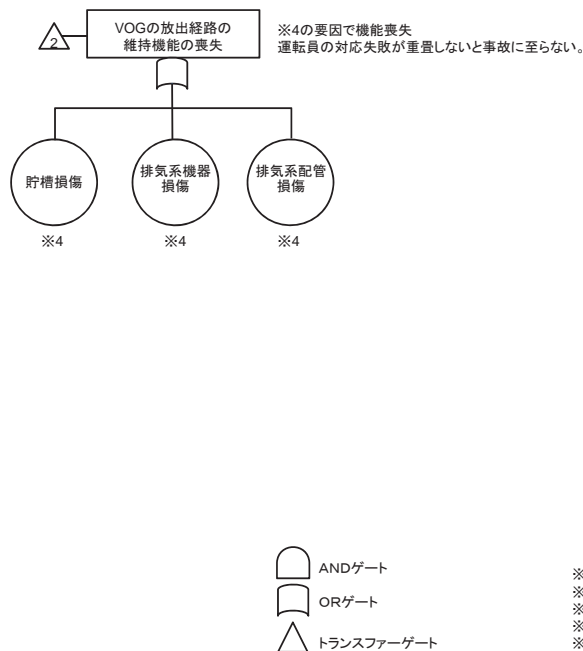 VOGの放出経路の
維持機能の喪失
2
※4の要因で機能喪失
運転員の対応失敗が重畳しないと事故に至らない。
貯槽損傷
排気系機器
損傷
排気系配管
損傷
※4
※4
※4
ANDゲート
ORゲート
トランスファーゲート
※
※
※
※
※